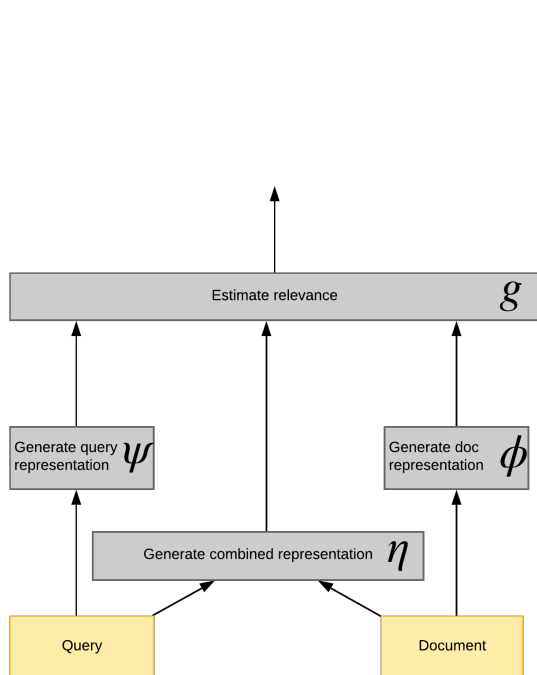 Estimate relevance g
Generate query
representation ψ
Generate doc
representation ϕ
Generate combined representation η
Query
Document